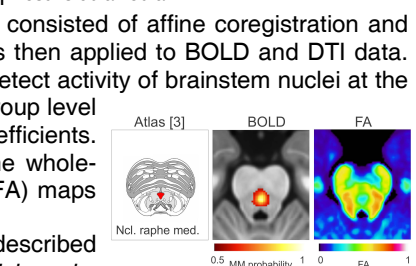 consisted of affine coregistration and
then applied to BOLD and DTI data.
etect activity of brainstem nuclei at the
roup level
efficients.
whole-
FA) maps
described
Atlas [3]
BOLD
FA
Ncl. raphe med.
0.5 MM probability 1
0 FA 1